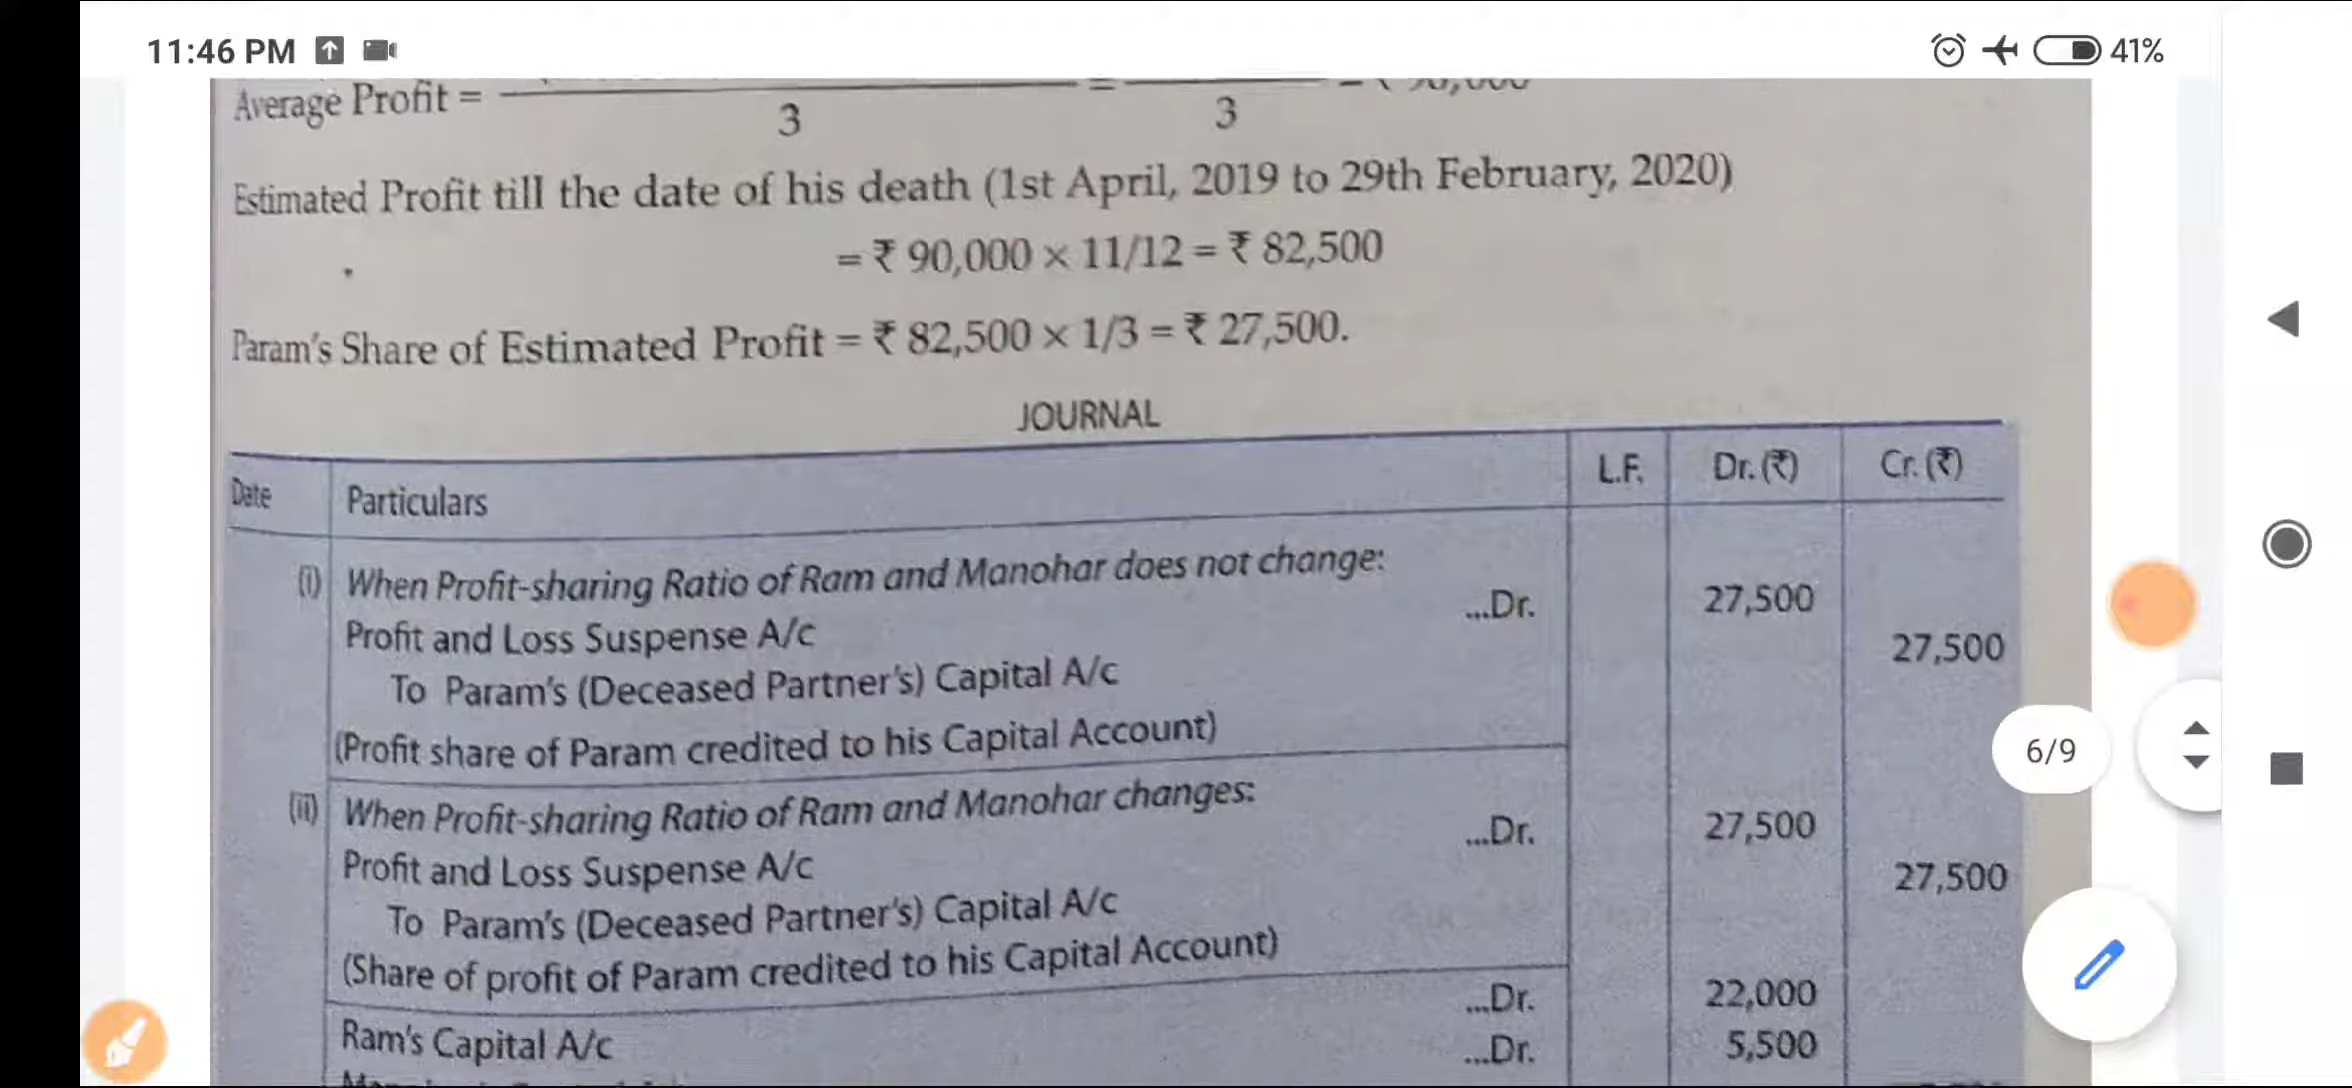 11:46 PM
41%
Average Profit =
3
=
3
Estimated Profit till the date of his death (1st April, 2019 to 29th February, 2020)
= ₹ 90,000 × 11/12 = ₹ 82,500
Param's Share of Estimated Profit = ₹ 82,500 × 1/3 = ₹ 27,500.
JOURNAL
Date Particulars L.F. Dr. (₹) Cr. (₹)
(i) When Profit-sharing Ratio of Ram and Manohar does not change:
Profit and Loss Suspense A/c ...Dr. 27,500
To Param's (Deceased Partner's) Capital A/c 27,500
(Profit share of Param credited to his Capital Account)
6/9
(ii) When Profit-sharing Ratio of Ram and Manohar changes:
Profit and Loss Suspense A/c ...Dr. 27,500
To Param's (Deceased Partner's) Capital A/c 27,500
(Share of profit of Param credited to his Capital Account)
Ram's Capital A/c ...Dr. 22,000
...Dr. 5,500